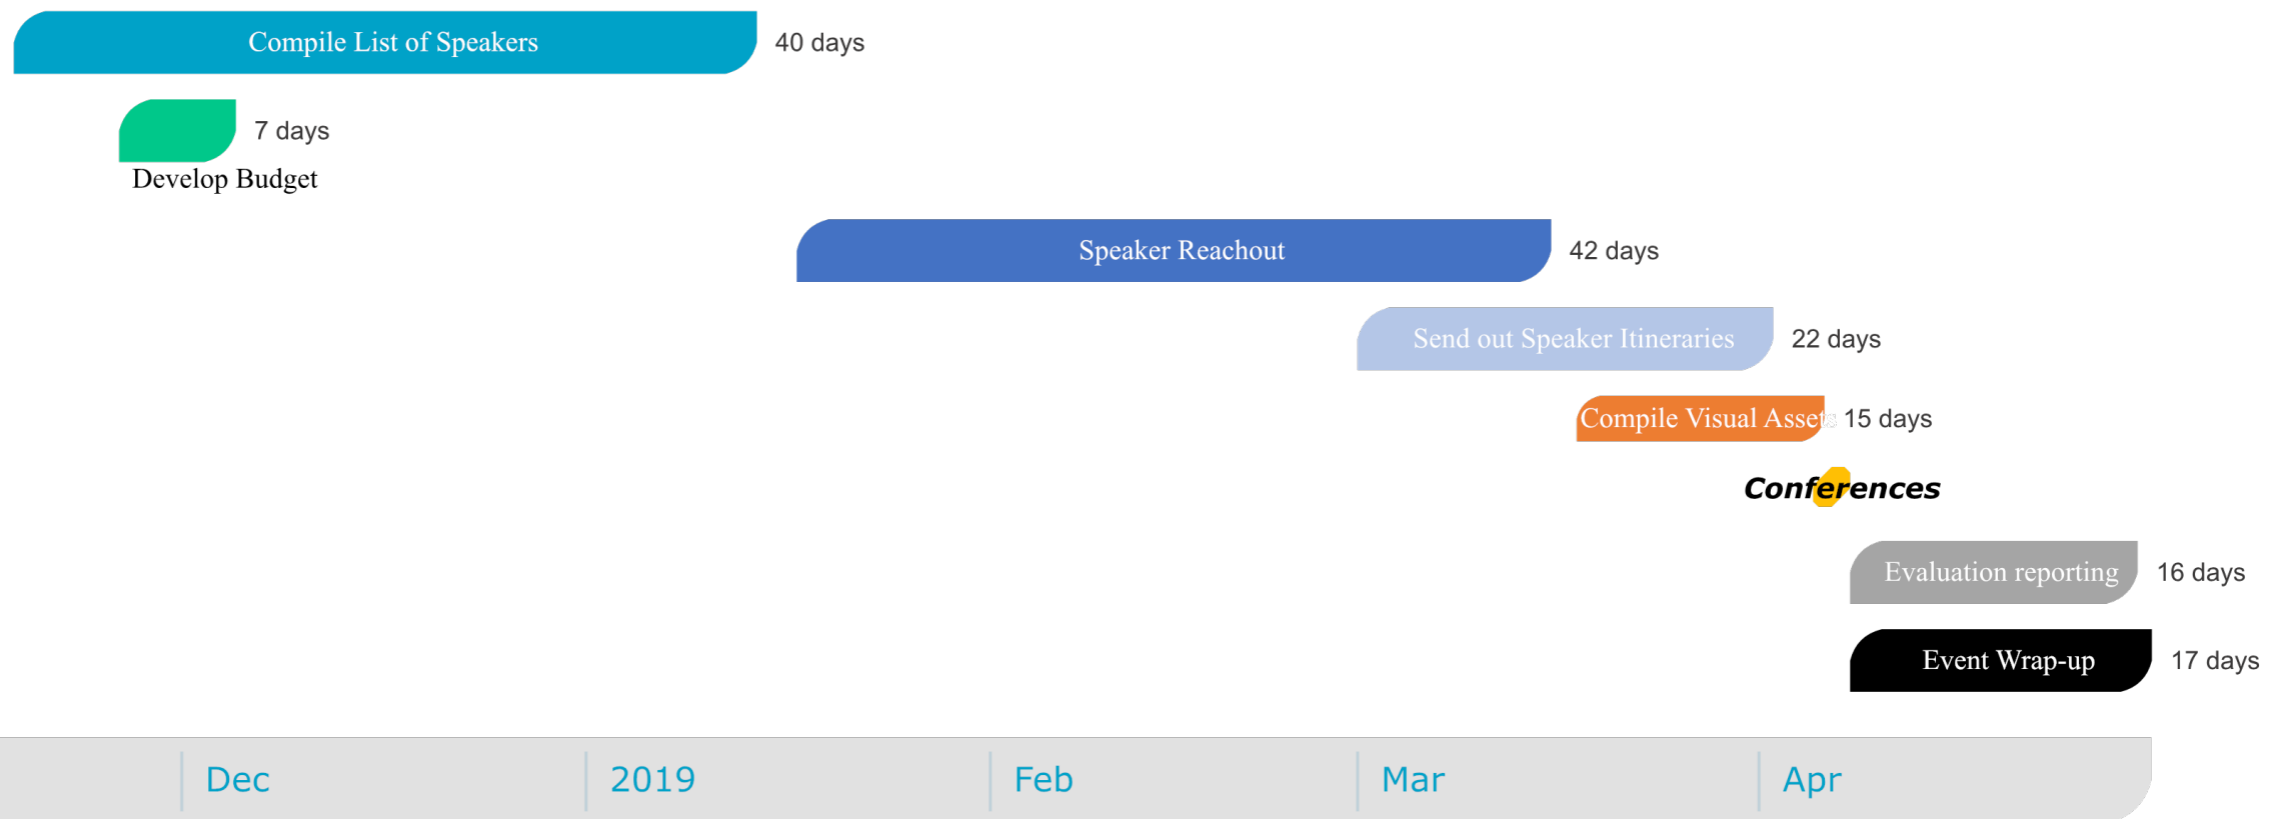 Compile List of Speakers 40 days
7 days
Develop Budget
Speaker Reachout 42 days
Send out Speaker Itineraries 22 days
Compile Visual Assets 15 days
Conferences
Evaluation reporting 16 days
Event Wrap-up 17 days
Dec 2019 Feb Mar Apr